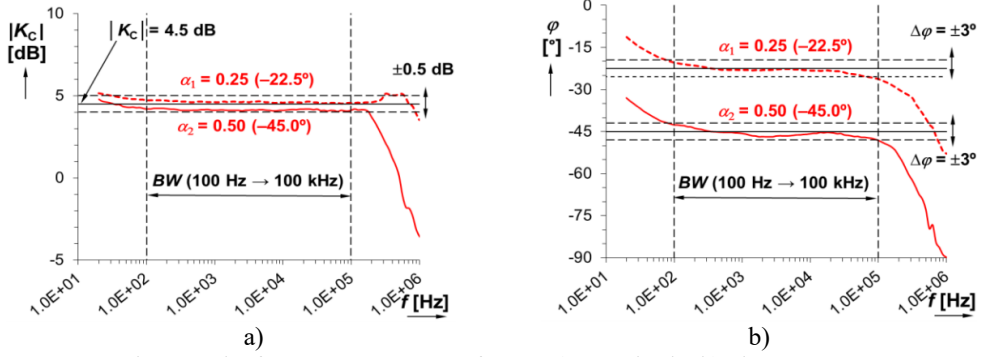 |K_C|
[dB]
10
5
0
-5
| K_C| = 4.5 dB
α₁ = 0.25 (–22.5º)
±0.5 dB
α₂ = 0.50 (–45.0º)
BW (100 Hz → 100 kHz)
1.0E+01
1.0E+02
1.0E+03
1.0E+04
1.0E+05
1.0E+06
f [Hz]
a)
φ
[°]
0
-15
-30
-45
-60
-75
-90
Δφ = ±3º
α₁ = 0.25 (–22.5º)
α₂ = 0.50 (–45.0º)
Δφ = ±3º
BW (100 Hz → 100 kHz)
1.0E+01
1.0E+02
1.0E+03
1.0E+04
1.0E+05
1.0E+06
f [Hz]
b)